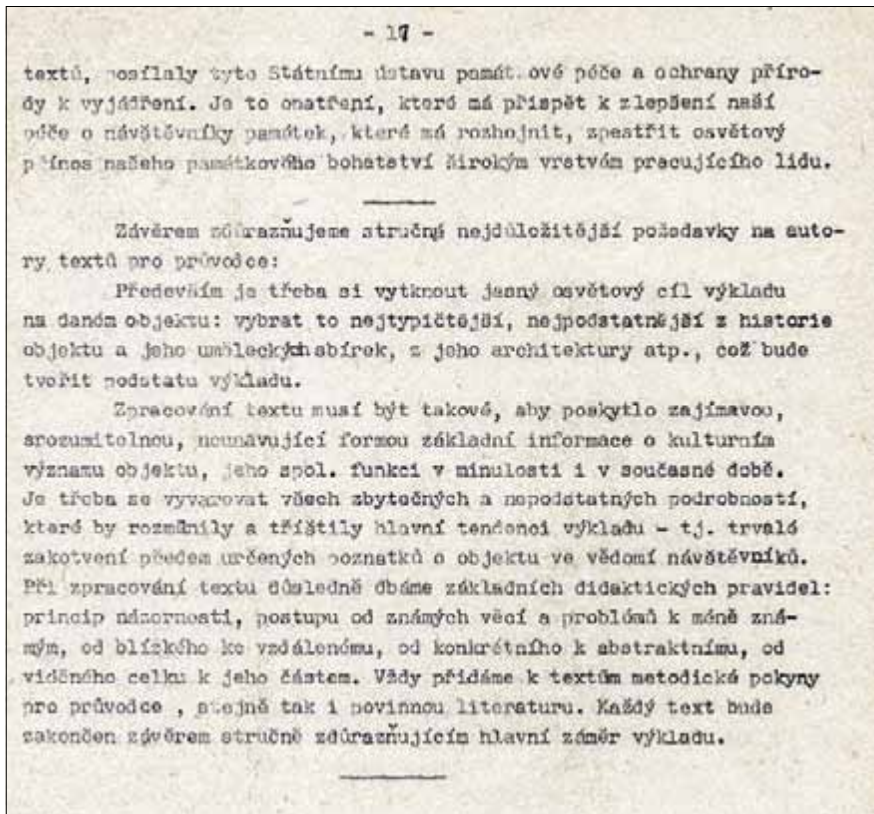 - 17 -
textů, posílaly tyto Státnímu ústavu památkové péče a ochrany příro-
dy k vyjádření. Je to opatření, které má přispět k zlepšení naší
péče o návštěvníky památek, která má rozhojnit, zpestřit osvětový
přínos našeho památkového bohatství širokým vrstvám pracujícího lidu.
Závěrem zdůrazňujeme stručně nejdůležitější požadavky na auto-
ry textů pro průvodce:
Především je třeba si vytknout jasný osvětový cíl výkladu
na daném objektu: vybrat to nejtypičtější, nejpodstatnější z historie
objektu a jeho uměleckých sbírek, z jeho architektury atp., což bude
tvořit podstatu výkladu.
Zpracování textu musí být takové, aby poskytlo zajímavou,
srozumitelnou, neunavující formou základní informace o kulturním
významu objektu, jeho spol. funkci v minulosti i v současné době.
Je třeba se vyvarovat všech zbytečných a nepodstatných podrobností,
které by rozmělnily a tříštily hlavní tendenci výkladu - tj. trvalé
zakotvení předem určených poznatků o objektu ve vědomí návštěvníků.
Při zpracování textu důsledně dbáme základních didaktických pravidel:
princip názornosti, postupu od známých věcí a problémů k méně zná-
mým, od blízkého ke vzdálenému, od konkrétního k abstraktnímu, od
viděného celku k jeho částem. Vždy přidáme k textům metodické pokyny
pro průvodce , stejně tak i povinnou literaturu. Každý text bude
zakončen závěrem stručně zdůrazňujícím hlavní záměr výkladu.